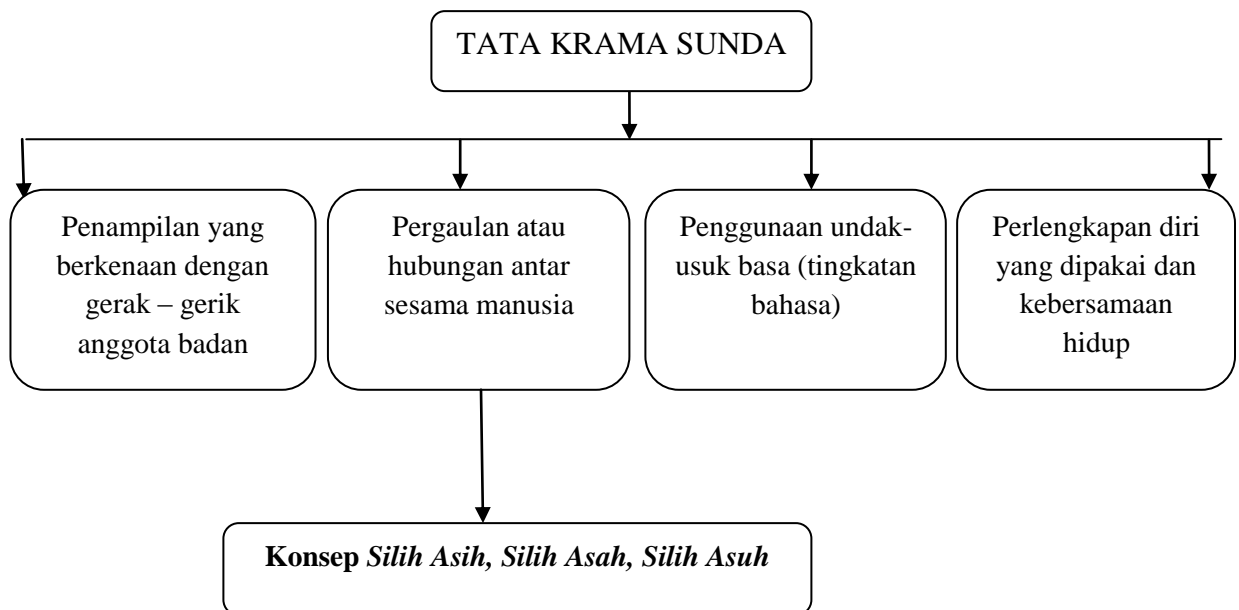 TATA KRAMA SUNDA
Penampilan yang
berkenaan dengan
gerak – gerik
anggota badan
Pergaulan atau
hubungan antar
sesama manusia
Penggunaan undak-
usuk basa (tingkatan
bahasa)
Perlengkapan diri
yang dipakai dan
kebersamaan
hidup
Konsep Silih Asih, Silih Asah, Silih Asuh